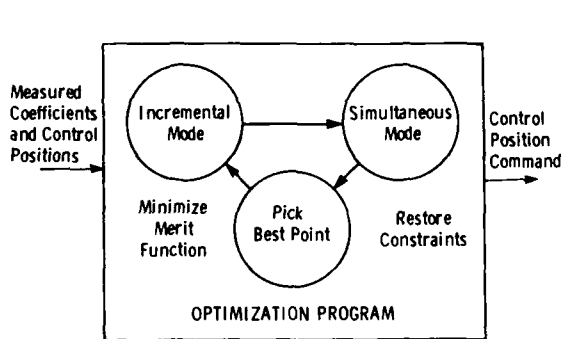 Measured
Coefficients
and Control
Positions
Incremental
Mode
Simultaneous
Mode
Control
Position
Command
Minimize
Merit
Function
Pick
Best Point
Restore
Constraints
OPTIMIZATION PROGRAM